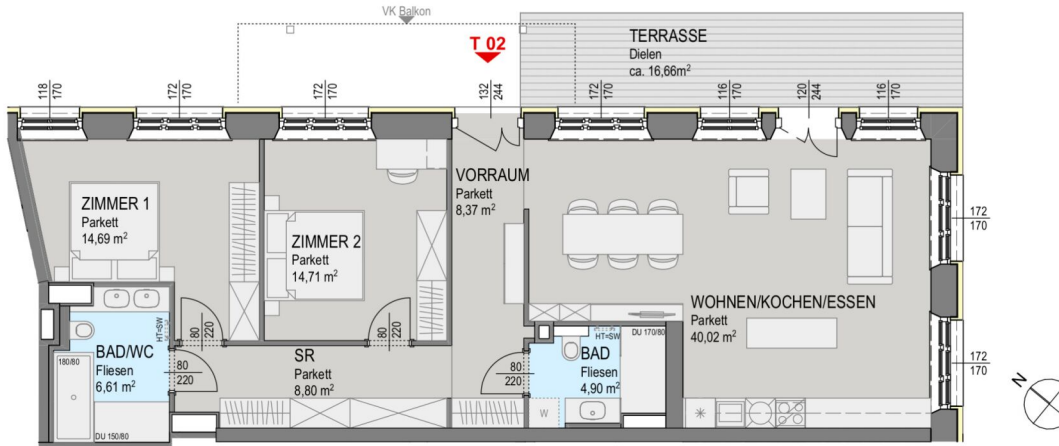 VK Balkon
T 02
TERRASSE
Dielen
ca. 16,66m²
118
170
172
170
172
170
132
244
172
170
116
170
120
244
116
170
ZIMMER 1
Parkett
14,69 m²
ZIMMER 2
Parkett
14,71 m²
VORRAUM
Parkett
8,37 m²
172
170
WOHNEN/KOCHEN/ESSEN
Parkett
40,02 m²
80
220
80
220
HT=SW
BAD/WC
Fliesen
6,61 m²
180/80
DU 150/80
80
220
SR
Parkett
8,80 m²
80
220
HT=SW
DU 170/80
BAD
Fliesen
4,90 m²
W
172
170
N